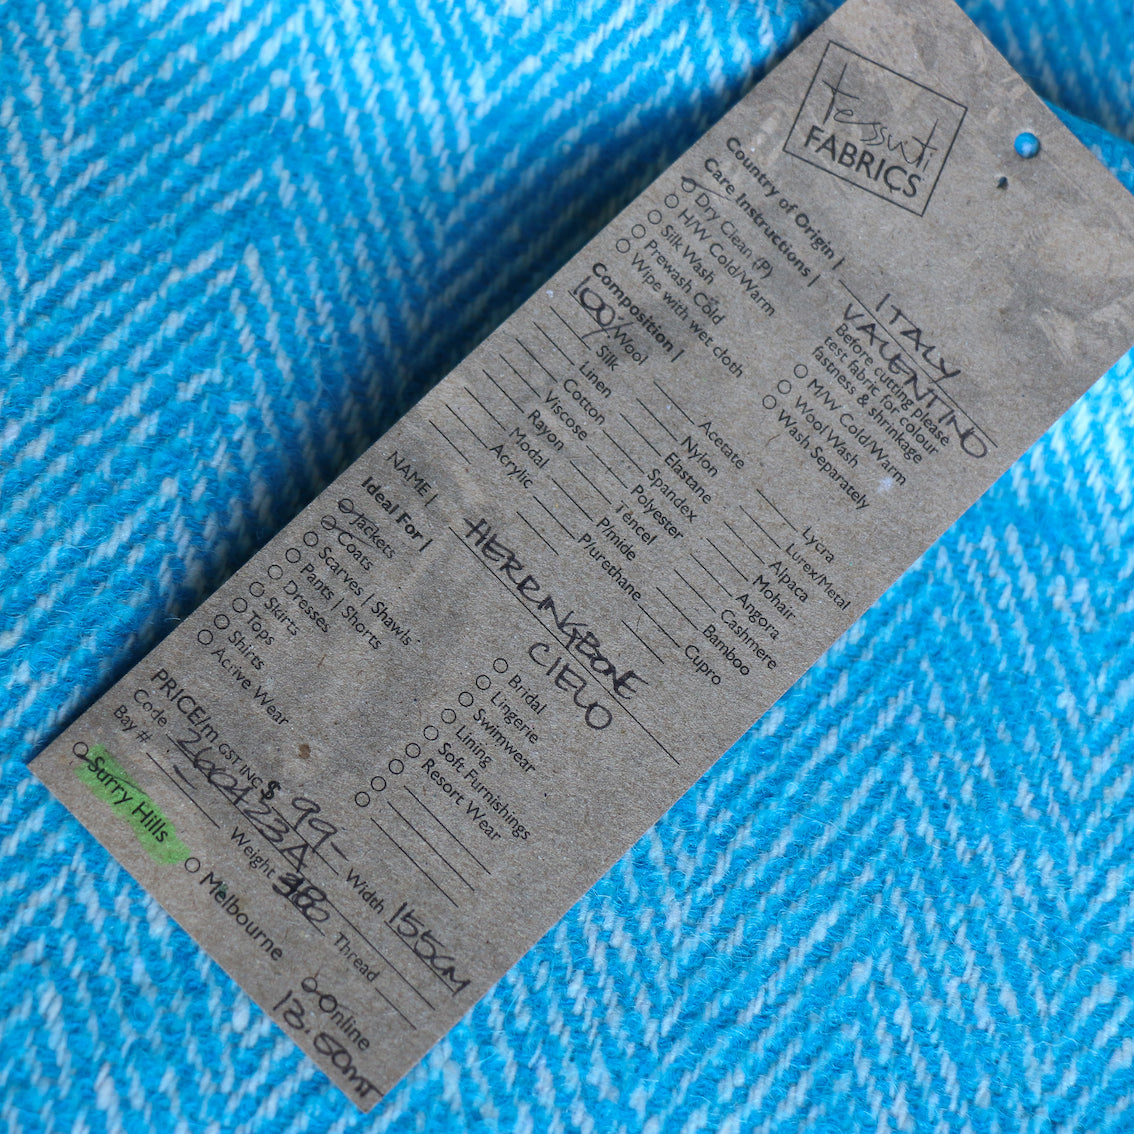 tessuti
FABRICS
Country of Origin | ITALY
VALENTINO
Care Instructions |
Before cutting please
test fabric for colour
fastness & shrinkage
Dry Clean (P)
H/W Cold/Warm
Silk Wash
Prewash Cold
Wipe with wet cloth
M/W Cold/Warm
Wool Wash
Wash Separately
Composition |
100% Wool
Silk
Linen
Cotton
Viscose
Rayon
Modal
Acrylic
Acetate
Nylon
Elastane
Spandex
Polyester
Tencel
P/mide
P/urethane
Lycra
Lurex/Metal
Alpaca
Mohair
Angora
Cashmere
Bamboo
Cupro
NAME | HERRINGBONE
CIELO
Ideal For |
Jackets
Coats
Scarves | Shawls
Pants | Shorts
Dresses
Skirts
Tops
Shirts
Active Wear
Bridal
Lingerie
Swimwear
Lining
Soft Furnishings
Resort Wear
PRICE/m GST INC $ 99- Width 155cm
Code Weight 380 Thread
Bay #
Surry Hills Melbourne Online
13.50mt